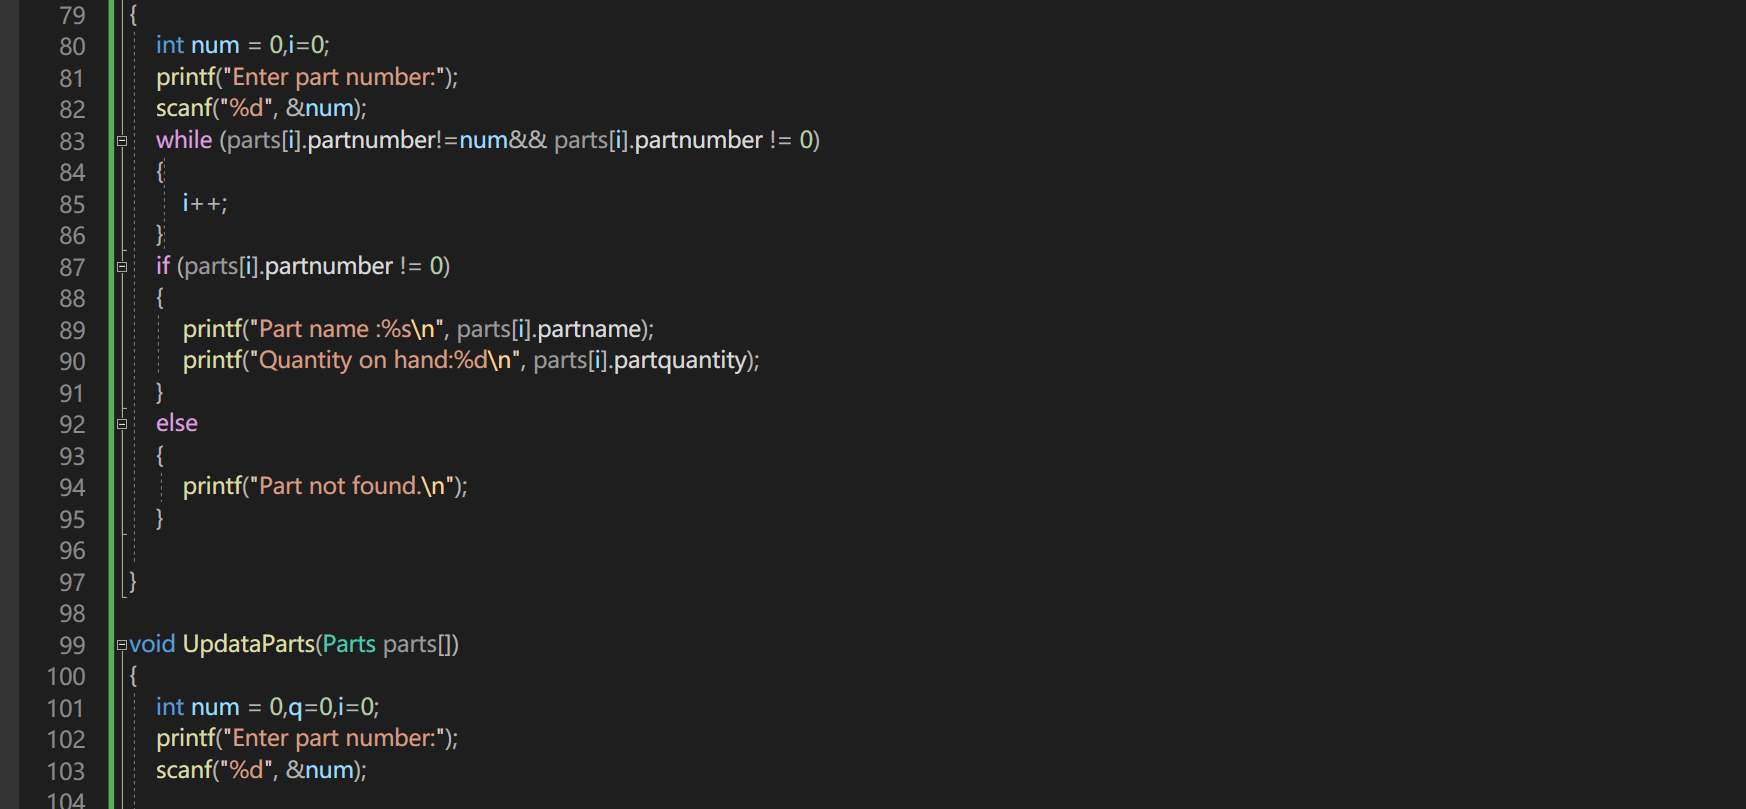 79 {
80 int num = 0,i=0;
81 printf("Enter part number:");
82 scanf("%d", &num);
83 while (parts[i].partnumber!=num&& parts[i].partnumber != 0)
84 {
85 i++;
86 }
87 if (parts[i].partnumber != 0)
88 {
89 printf("Part name :%s\n", parts[i].partname);
90 printf("Quantity on hand:%d\n", parts[i].partquantity);
91 }
92 else
93 {
94 printf("Part not found.\n");
95 }
96
97 }
98
99 void UpdataParts(Parts parts[])
100 {
101 int num = 0,q=0,i=0;
102 printf("Enter part number:");
103 scanf("%d", &num);
104